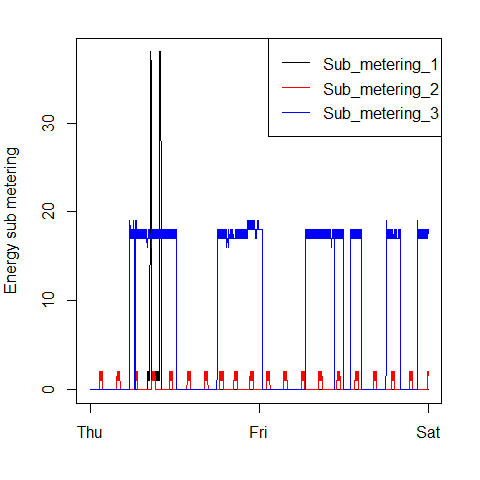 Sub_metering_1
Sub_metering_2
Sub_metering_3
Energy sub metering
30
20
10
0
Thu Fri Sat